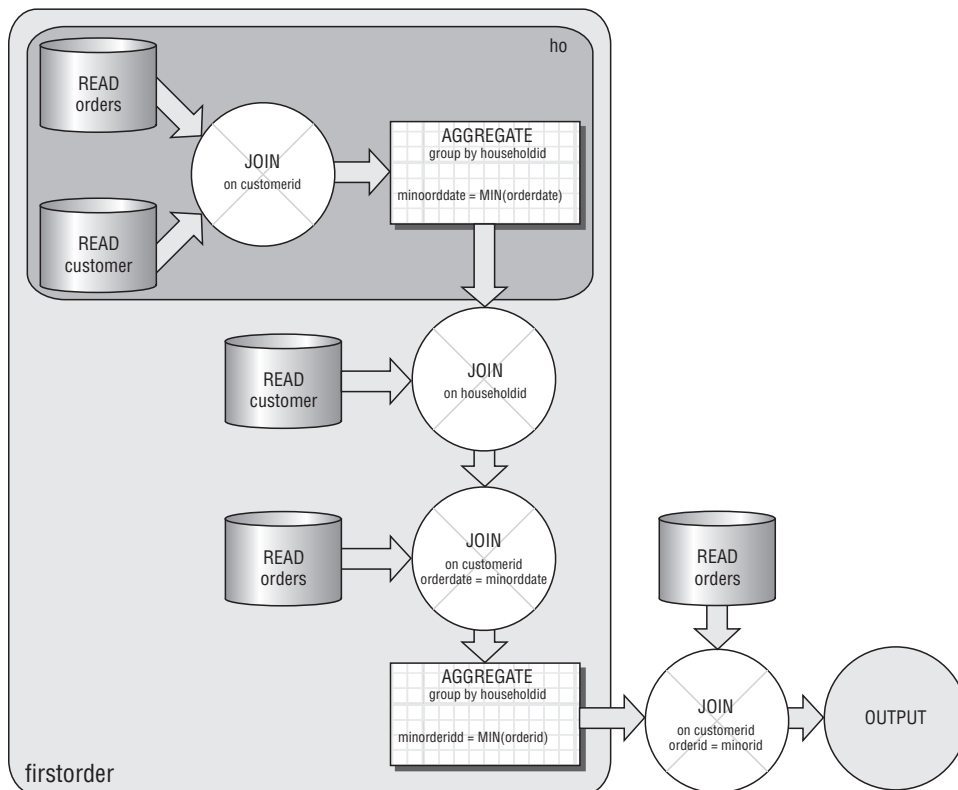 ho
READ
orders
JOIN
on customerid
AGGREGATE
group by householdid
minoorddate = MIN(orderdate)
READ
customer
READ
customer
JOIN
on householdid
READ
orders
JOIN
on customerid
orderdate = minorddate
READ
orders
AGGREGATE
group by householdid
minorderidd = MIN(orderid)
JOIN
on customerid
orderid = minorid
OUTPUT
firstorder